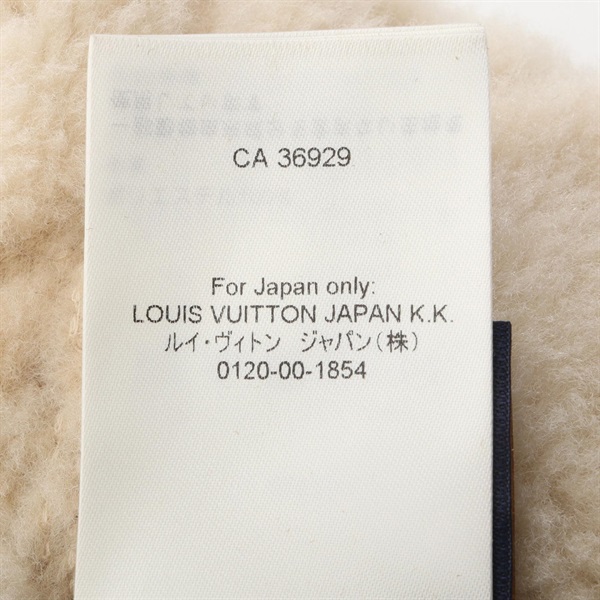 CA 36929
For Japan only:
LOUIS VUITTON JAPAN K.K.
ルイ・ヴィトン ジャパン(株)
0120-00-1854